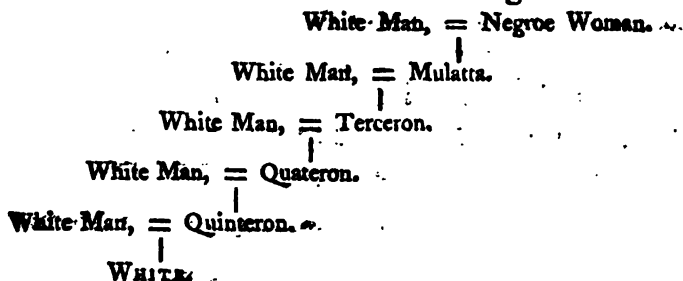 White Man, = Negroe Woman.
White Man, = Mulatta.
White Man, = Terceron.
White Man, = Quateron.
White Man, = Quinteron.
WHITE.